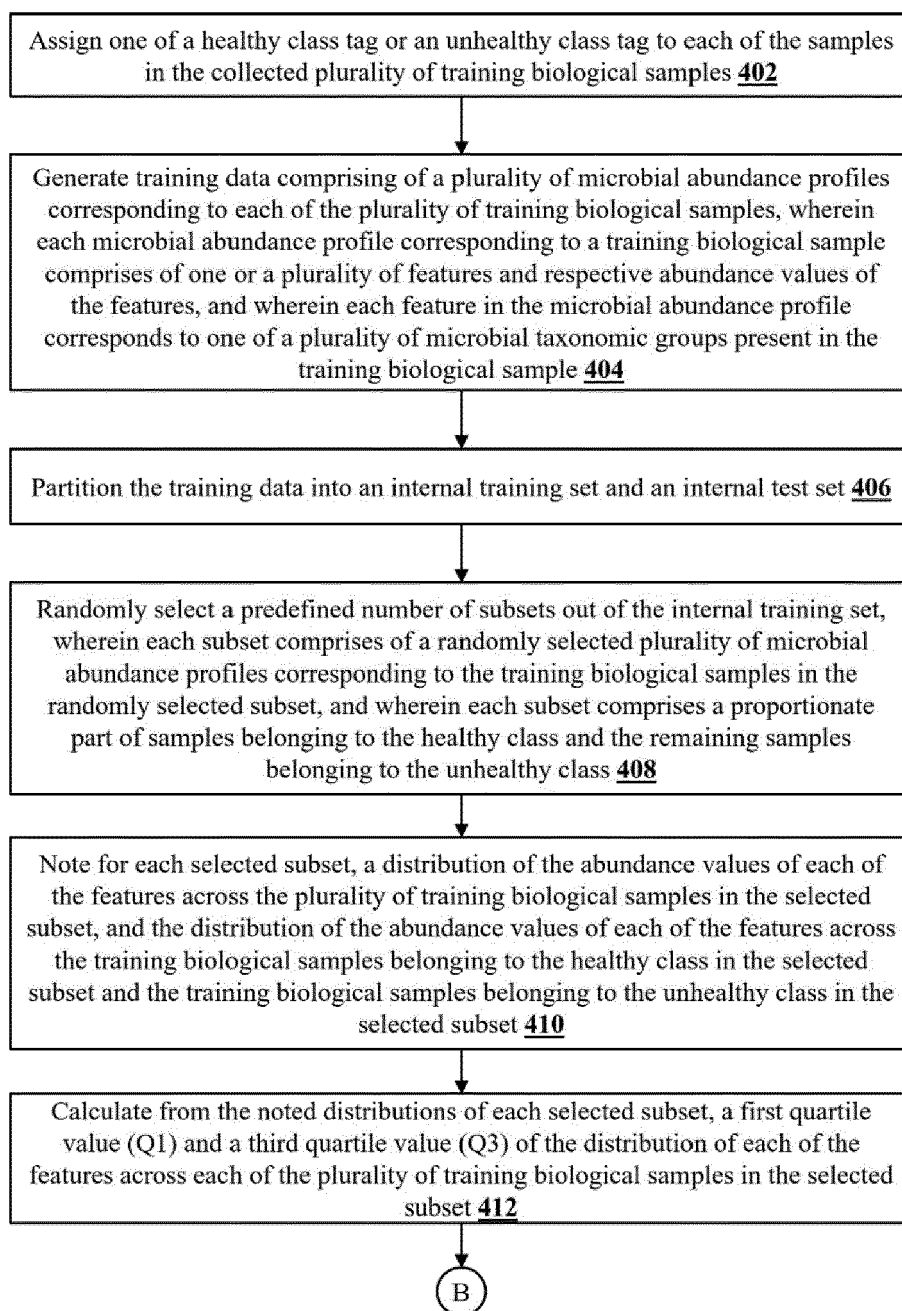 Assign one of a healthy class tag or an unhealthy class tag to each of the samples
in the collected plurality of training biological samples 402
Generate training data comprising of a plurality of microbial abundance profiles
corresponding to each of the plurality of training biological samples, wherein
each microbial abundance profile corresponding to a training biological sample
comprises of one or a plurality of features and respective abundance values of
the features, and wherein each feature in the microbial abundance profile
corresponds to one of a plurality of microbial taxonomic groups present in the
training biological sample 404
Partition the training data into an internal training set and an internal test set 406
Randomly select a predefined number of subsets out of the internal training set,
wherein each subset comprises of a randomly selected plurality of microbial
abundance profiles corresponding to the training biological samples in the
randomly selected subset, and wherein each subset comprises a proportionate
part of samples belonging to the healthy class and the remaining samples
belonging to the unhealthy class 408
Note for each selected subset, a distribution of the abundance values of each of
the features across the plurality of training biological samples in the selected
subset, and the distribution of the abundance values of each of the features across
the training biological samples belonging to the healthy class in the selected
subset and the training biological samples belonging to the unhealthy class in the
selected subset 410
Calculate from the noted distributions of each selected subset, a first quartile
value (Q1) and a third quartile value (Q3) of the distribution of each of the
features across each of the plurality of training biological samples in the selected
subset 412
B